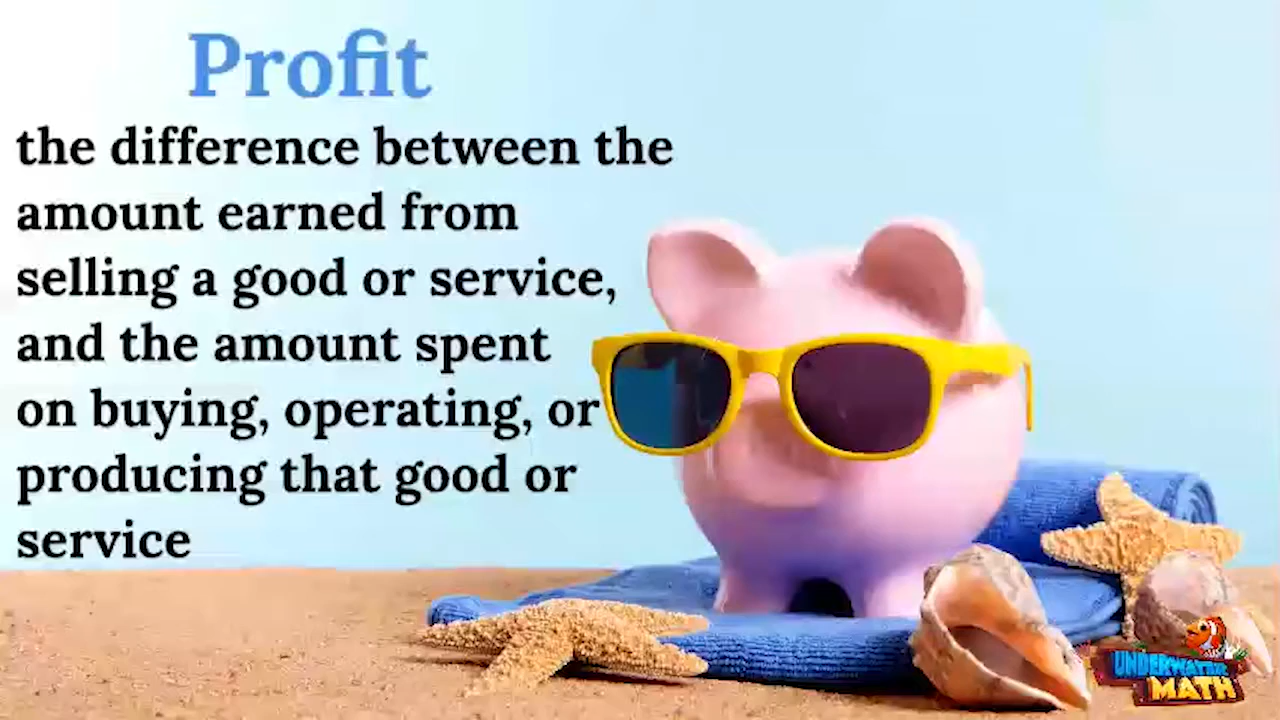 Profit
the difference between the
amount earned from
selling a good or service,
and the amount spent
on buying, operating, or
producing that good or
service
UNDERWATER
MATH